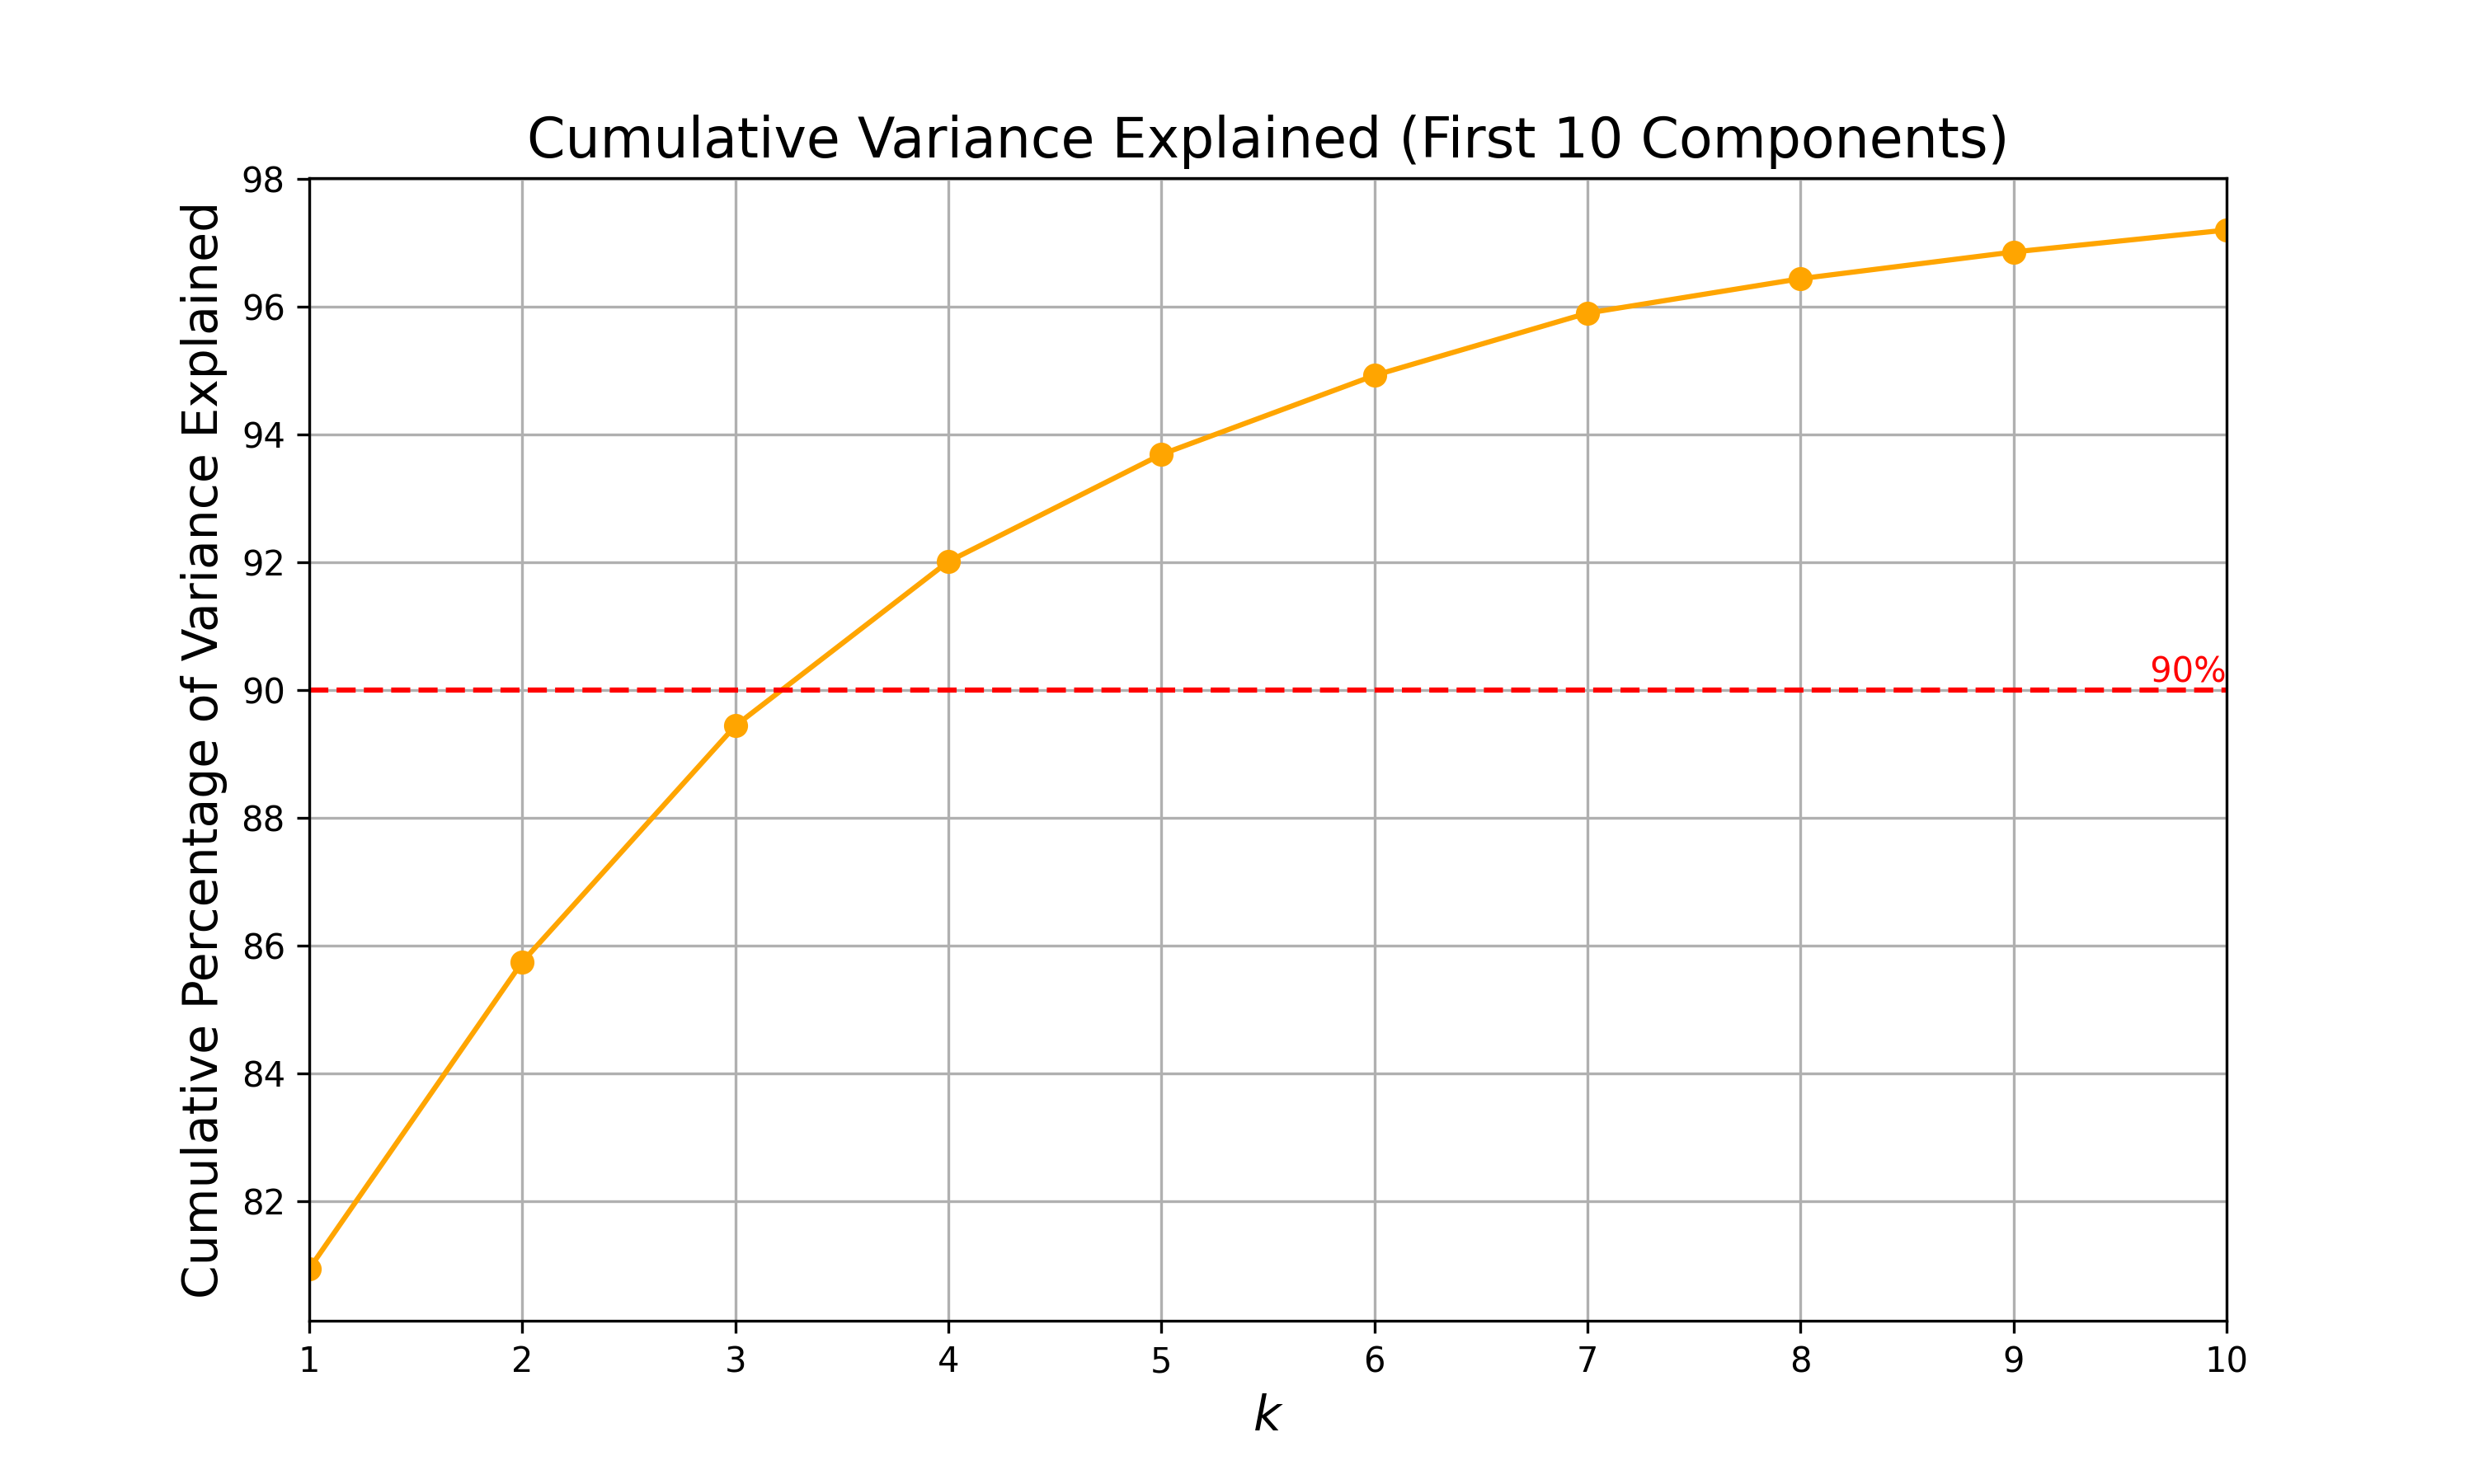 Cumulative Variance Explained (First 10 Components)
Cumulative Percentage of Variance Explained
98
96
94
92
90
88
86
84
82
90%
1 2 3 4 5 6 7 8 9 10
k